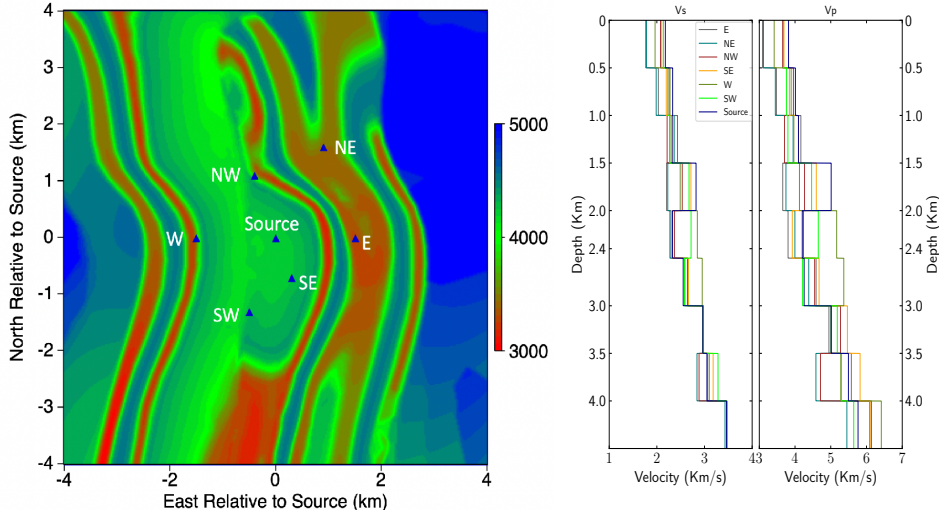 4
3
2
1
0
-1
-2
-3
-4
North Relative to Source (km)
-4
-2
0
2
4
East Relative to Source (km)
NE
NW
Source
W
E
SE
SW
5000
4000
3000
Vs
Vp
0
0.5
1.0
1.5
2.0
2.4
3.0
3.5
4.0
Depth (Km)
E
NE
NW
SE
W
SW
Source
1
2
3
4
Velocity (Km/s)
3
4
5
6
7
Velocity (Km/s)
0
0.5
1.0
1.5
2.0
2.4
3.0
3.5
4.0
Depth (Km)